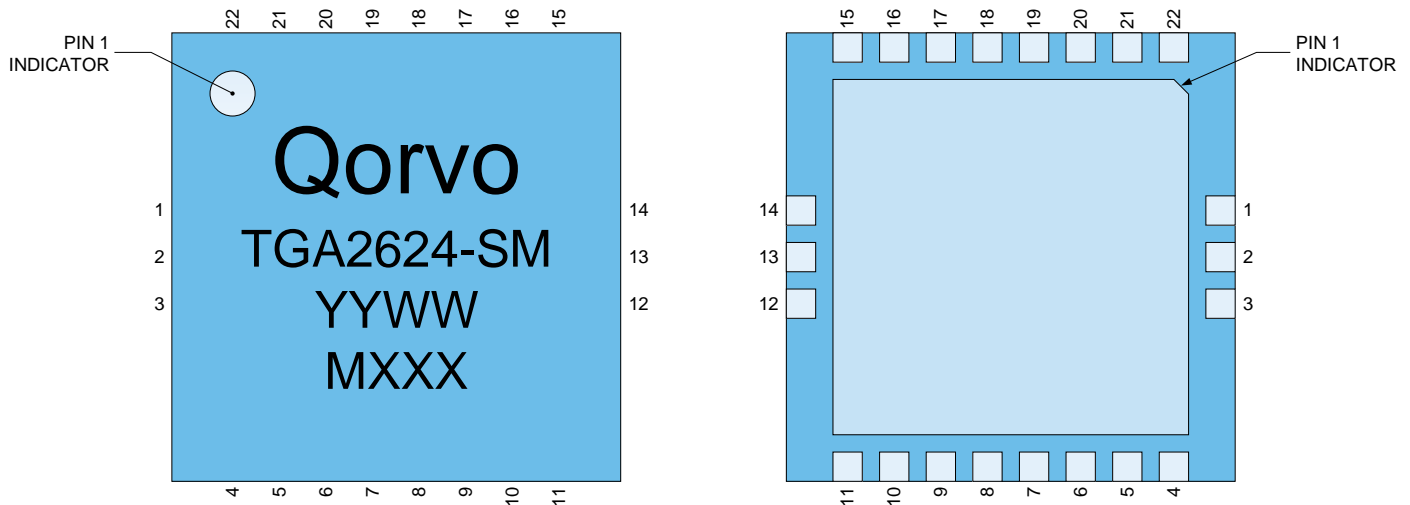 22 21 20 19 18 17 16 15
PIN 1
INDICATOR
Qorvo
TGA2624-SM
YYWW
MXXX
1 14
2 13
3 12
4 5 6 7 8 9 10 11
15 16 17 18 19 20 21 22
PIN 1
INDICATOR
14 1
13 2
12 3
11 10 9 8 7 6 5 4